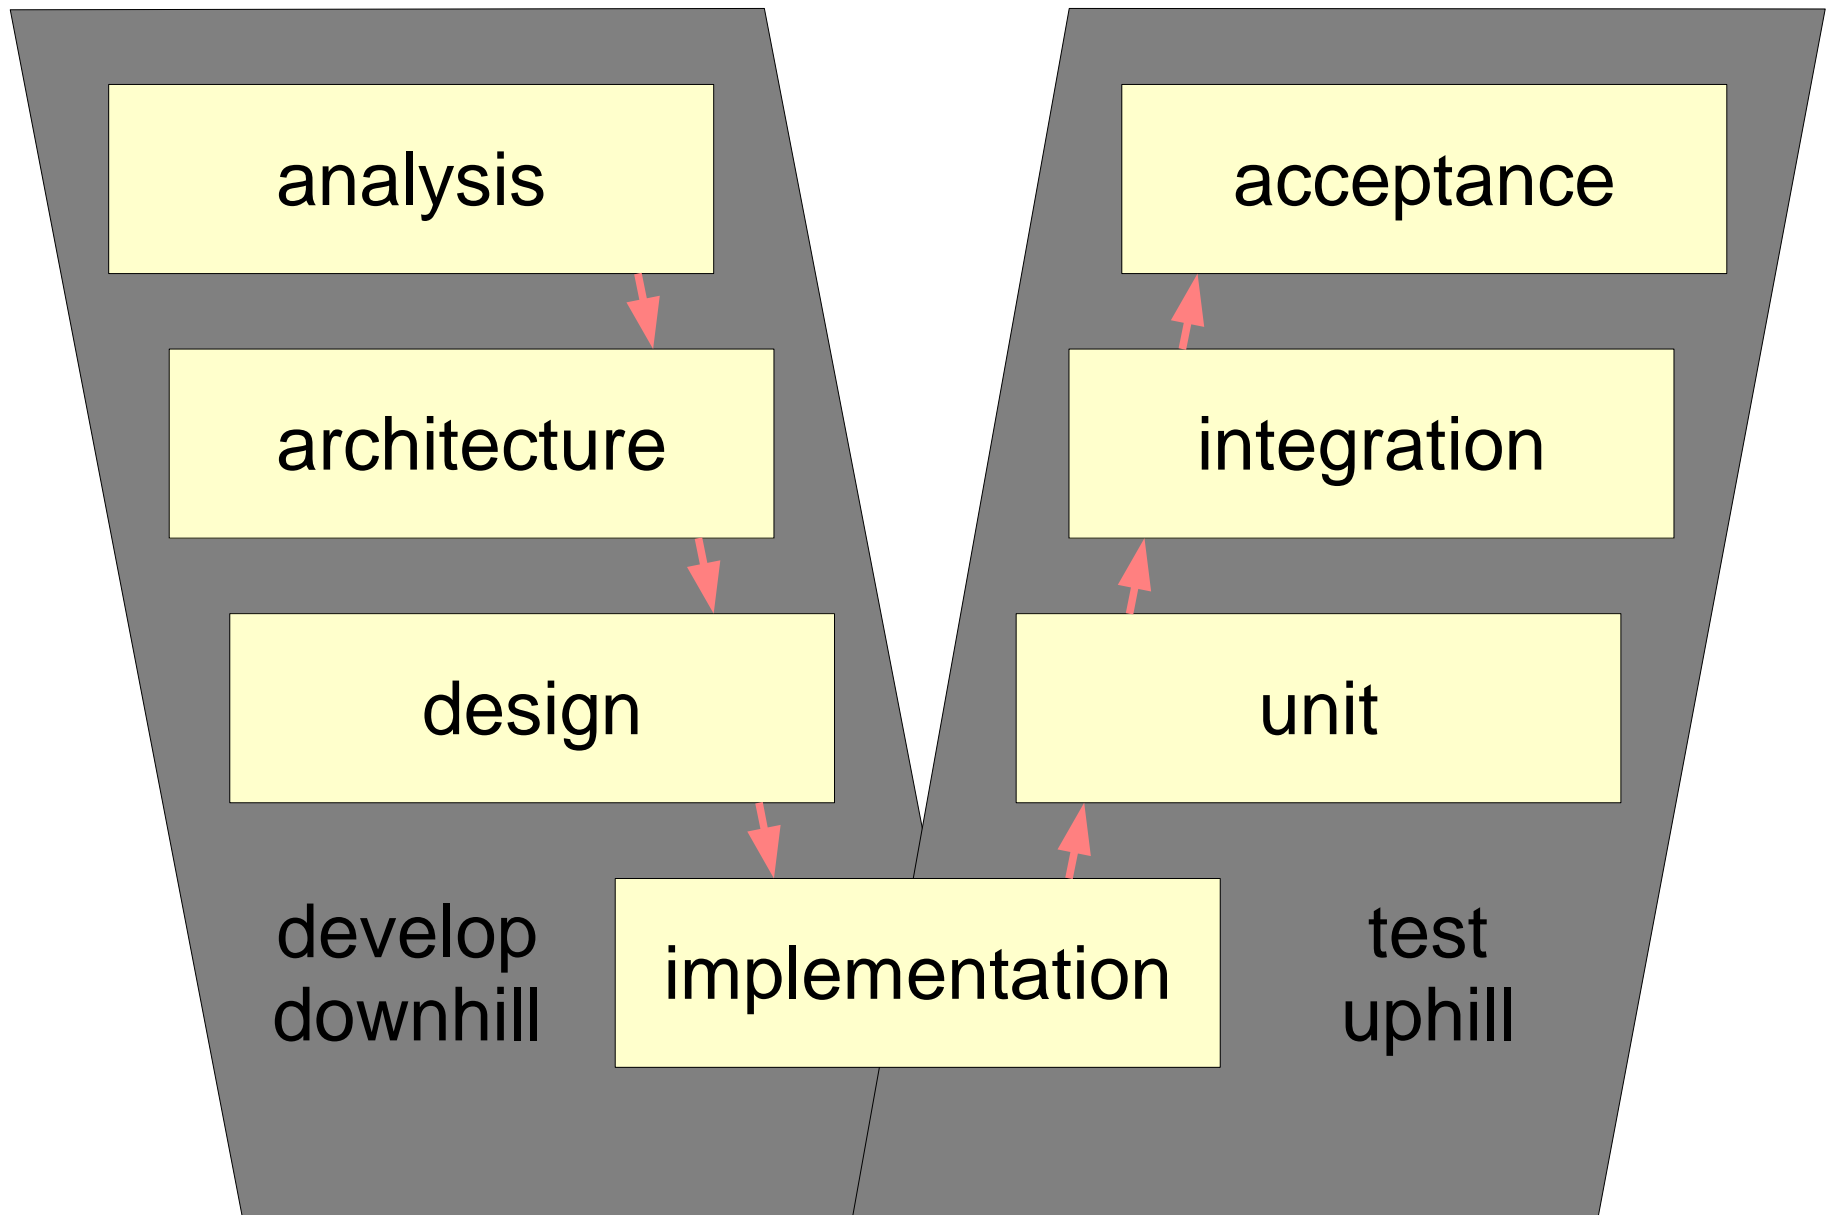 analysis
architecture
design
develop
downhill
implementation
acceptance
integration
unit
test
uphill